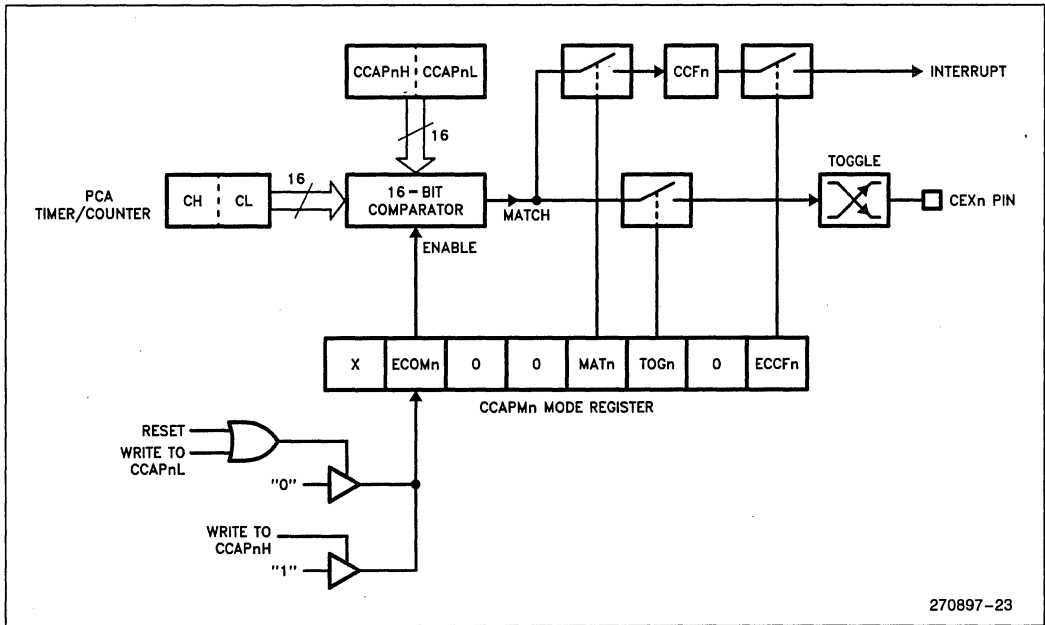 CCAPnH CCAPnL
CCFn
INTERRUPT
16
TOGGLE
PCA
TIMER/COUNTER
CH CL
16
16-BIT
COMPARATOR
MATCH
CEXn PIN
ENABLE
X ECOMn 0 0 MATn TOGn 0 ECCFn
CCAPMn MODE REGISTER
RESET
WRITE TO
CCAPnL
"0"
WRITE TO
CCAPnH
"1"
270897-23